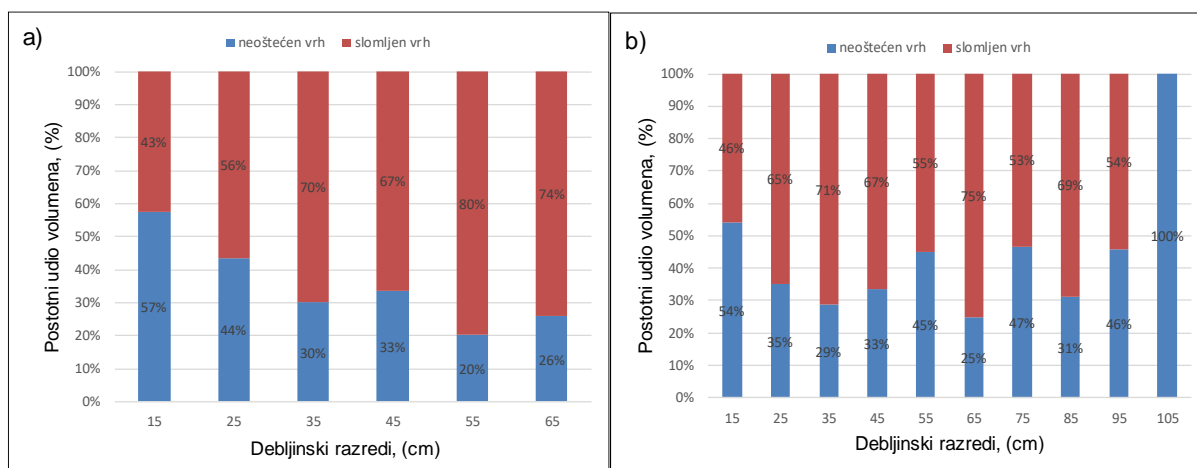 a)
neoštećen vrh slomljen vrh
Postotni udio volumena, (%)
100%
90%
80%
70%
60%
50%
40%
30%
20%
10%
0%
43% 56% 70% 67% 80% 74%
57% 44% 30% 33% 20% 26%
15 25 35 45 55 65
Debljinski razredi, (cm)
b)
neoštećen vrh slomljen vrh
Postotni udio volumena, (%)
100%
90%
80%
70%
60%
50%
40%
30%
20%
10%
0%
46% 65% 71% 67% 55% 75% 53% 69% 54%
54% 35% 29% 33% 45% 25% 47% 31% 46% 100%
15 25 35 45 55 65 75 85 95 105
Debljinski razredi, (cm)